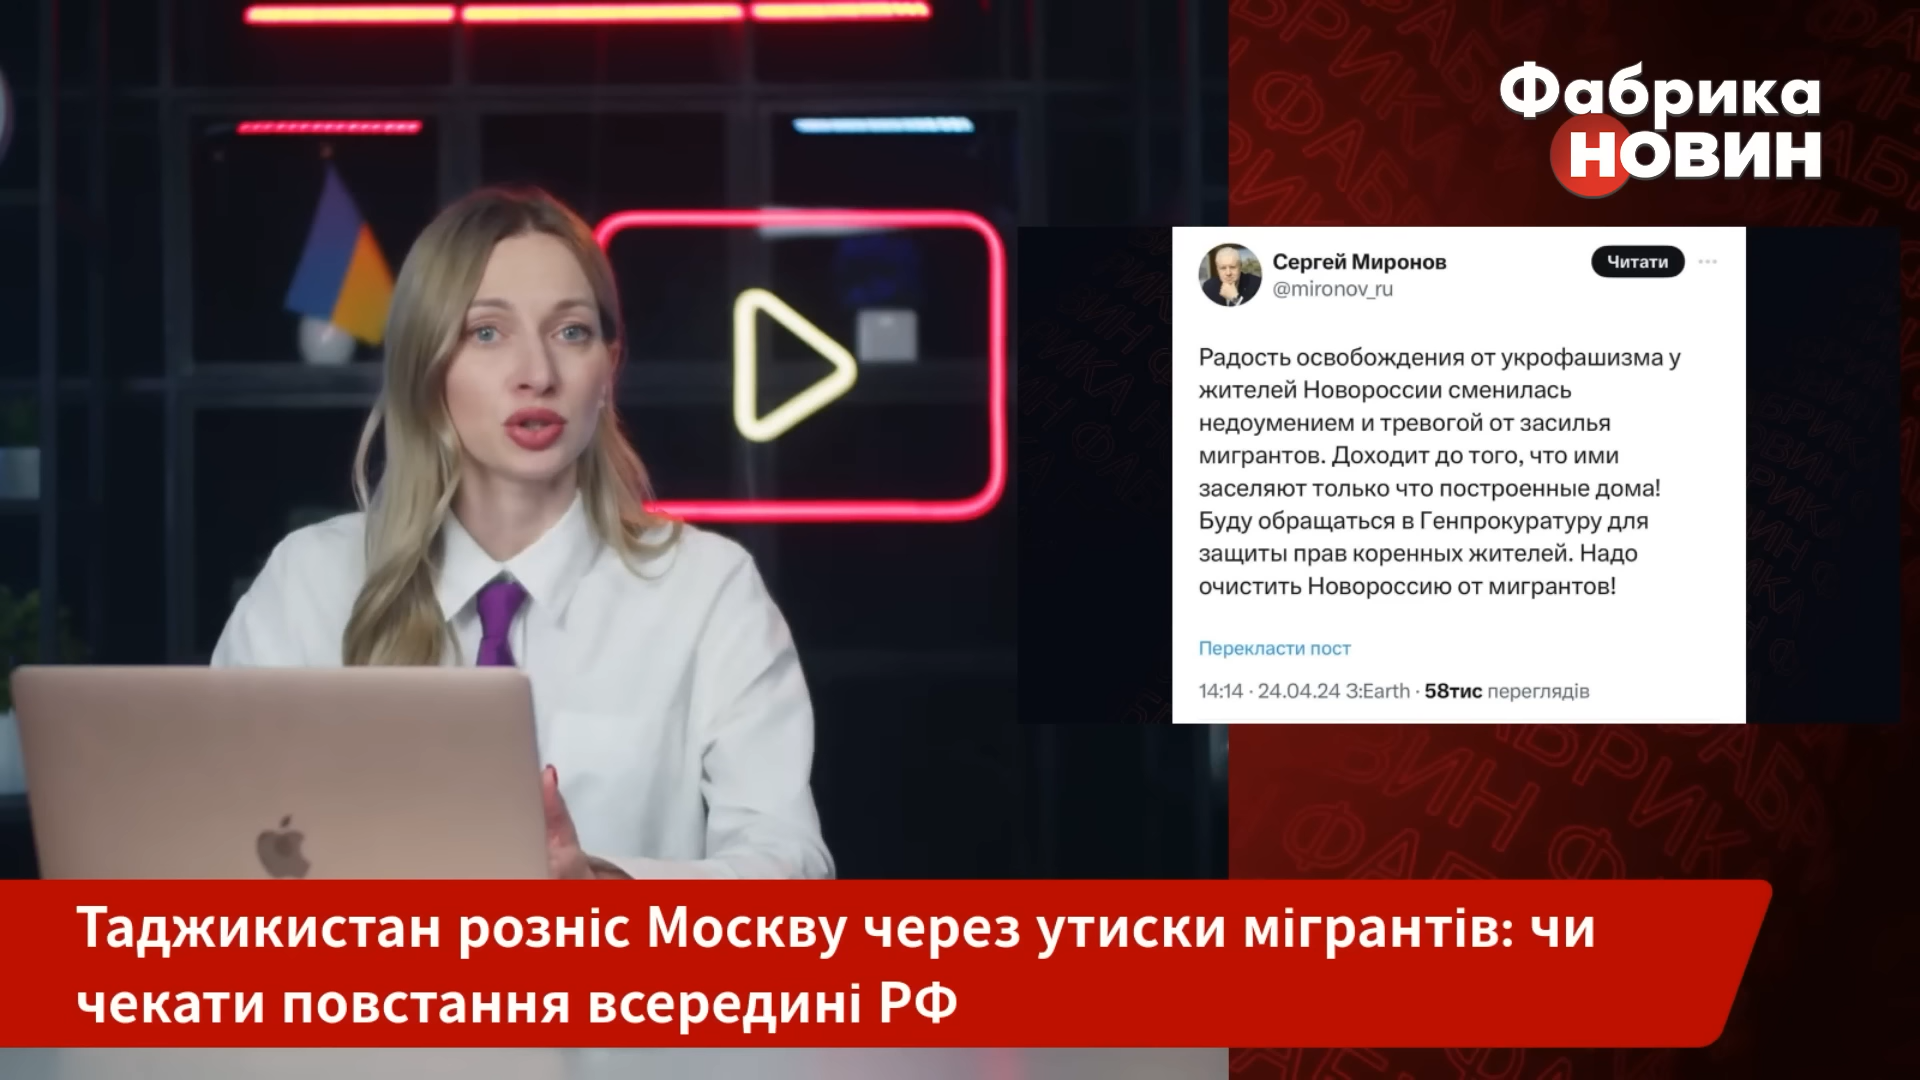 Фабрика
новин
Сергей Миронов
Читати
@mironov_ru
Радость освобождения от укрофашизма у
жителей Новороссии сменилась
недоумением и тревогой от засилья
мигрантов. Доходит до того, что ими
заселяют только что построенные дома!
Буду обращаться в Генпрокуратуру для
защиты прав коренных жителей. Надо
очистить Новороссию от мигрантов!
Перекласти пост
14:14 · 24.04.24 З:Earth · 58тис переглядів
Таджикистан розніс Москву через утиски мігрантів: чи
чекати повстання всередині РФ